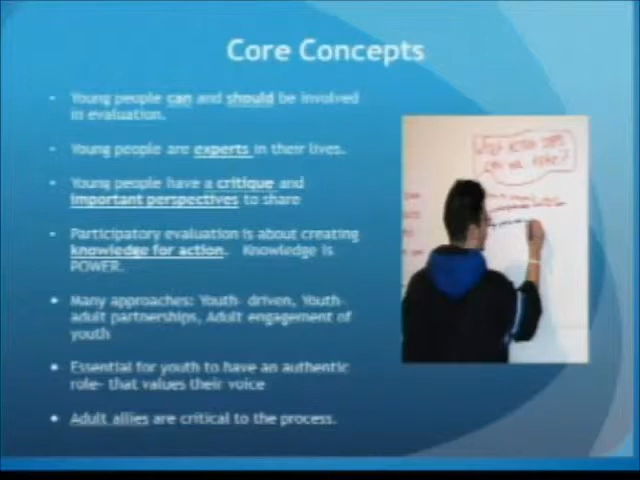 Core Concepts
• Young people can and should be involved
in evaluation.
• Young people are experts in their lives.
• Young people have a critique and
important perspectives to share
• Participatory evaluation is about creating
knowledge for action. Knowledge is
POWER.
• Many approaches: Youth- driven, Youth-
adult partnerships, Adult engagement of
youth
• Essential for youth to have an authentic
role- that values their voice
• Adult allies are critical to the process.